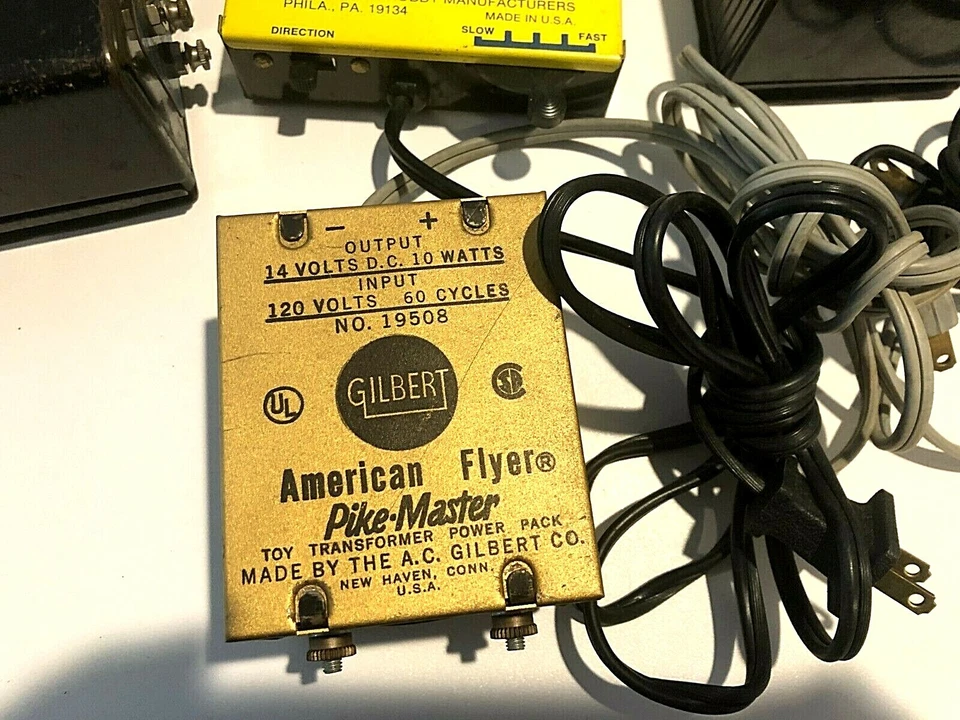 MANUFACTURERS
PHILA., PA. 19134
MADE IN U.S.A.
DIRECTION
SLOW FAST
− +
OUTPUT
14 VOLTS D.C. 10 WATTS
INPUT
120 VOLTS 60 CYCLES
NO. 19508
UL
GILBERT
American Flyer®
Pike-Master
TOY TRANSFORMER POWER PACK
MADE BY THE A.C. GILBERT CO.
NEW HAVEN, CONN.
U.S.A.